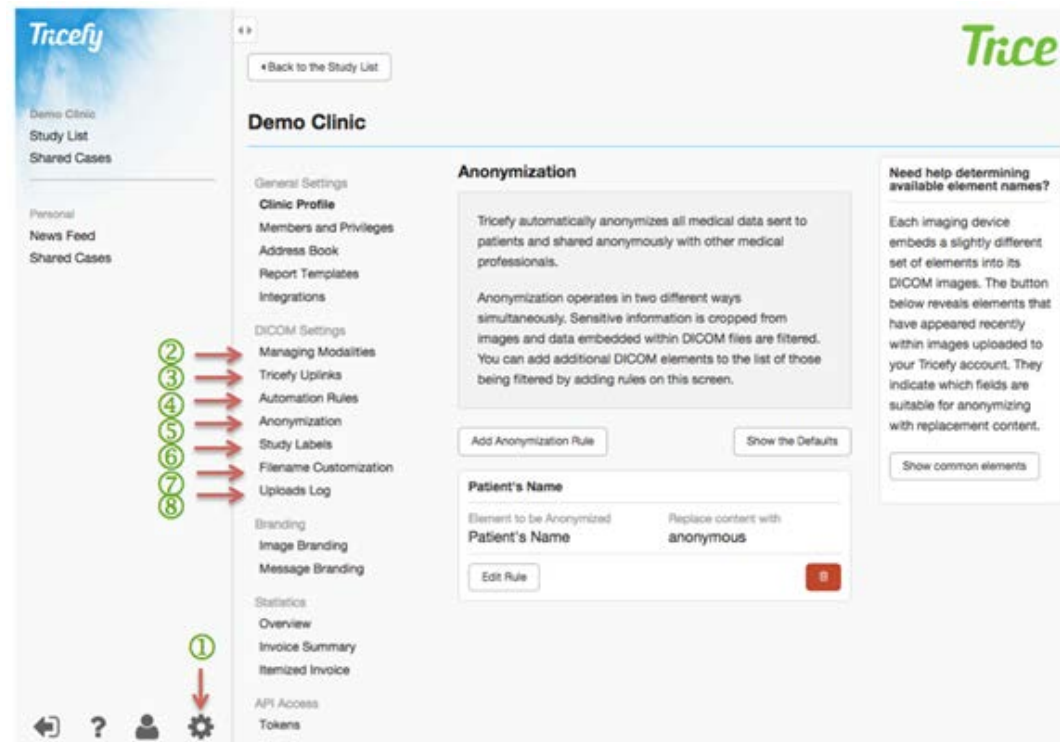 Tricefy
Demo Clinic
Study List
Shared Cases
Personal
News Feed
Shared Cases
Back to the Study List
Trice
Demo Clinic
General Settings
Clinic Profile
Members and Privileges
Address Book
Report Templates
Integrations
DICOM Settings
② Managing Modalities
③ Tricefy Uplinks
④ Automation Rules
⑤ Anonymization
⑥ Study Labels
⑦ Filename Customization
⑧ Uploads Log
Branding
Image Branding
Message Branding
Statistics
Overview
Invoice Summary
Itemized Invoice
API Access
Tokens
①
?
Anonymization
Tricefy automatically anonymizes all medical data sent to
patients and shared anonymously with other medical
professionals.
Anonymization operates in two different ways
simultaneously. Sensitive information is cropped from
images and data embedded within DICOM files are filtered.
You can add additional DICOM elements to the list of those
being filtered by adding rules on this screen.
Add Anonymization Rule
Show the Defaults
Patient's Name
Element to be Anonymized Replace content with
Patient's Name anonymous
Edit Rule
Need help determining
available element names?
Each imaging device
embeds a slightly different
set of elements into its
DICOM images. The button
below reveals elements that
have appeared recently
within images uploaded to
your Tricefy account. They
indicate which fields are
suitable for anonymizing
with replacement content.
Show common elements